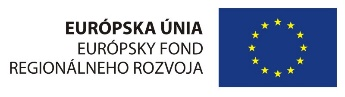 EURÓPSKA ÚNIA
EURÓPSKY FOND
REGIONÁLNEHO ROZVOJA